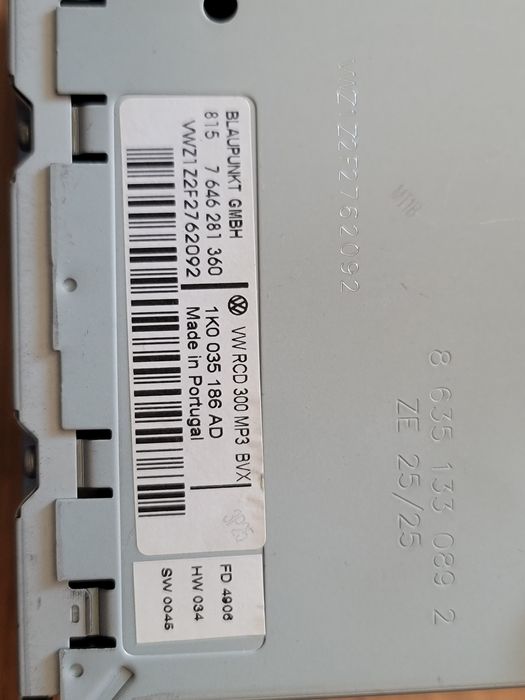 BLAUPUNKT GMBH
815 7 646 281 360
VWZ1Z2F2762092
VW RCD 300 MP3 BVX
1K0 035 186 AD
Made in Portugal
FD 4906
HW 034
SW 0045
VWZ1Z2F2762092
8 635 133 089 2
ZE 25/25